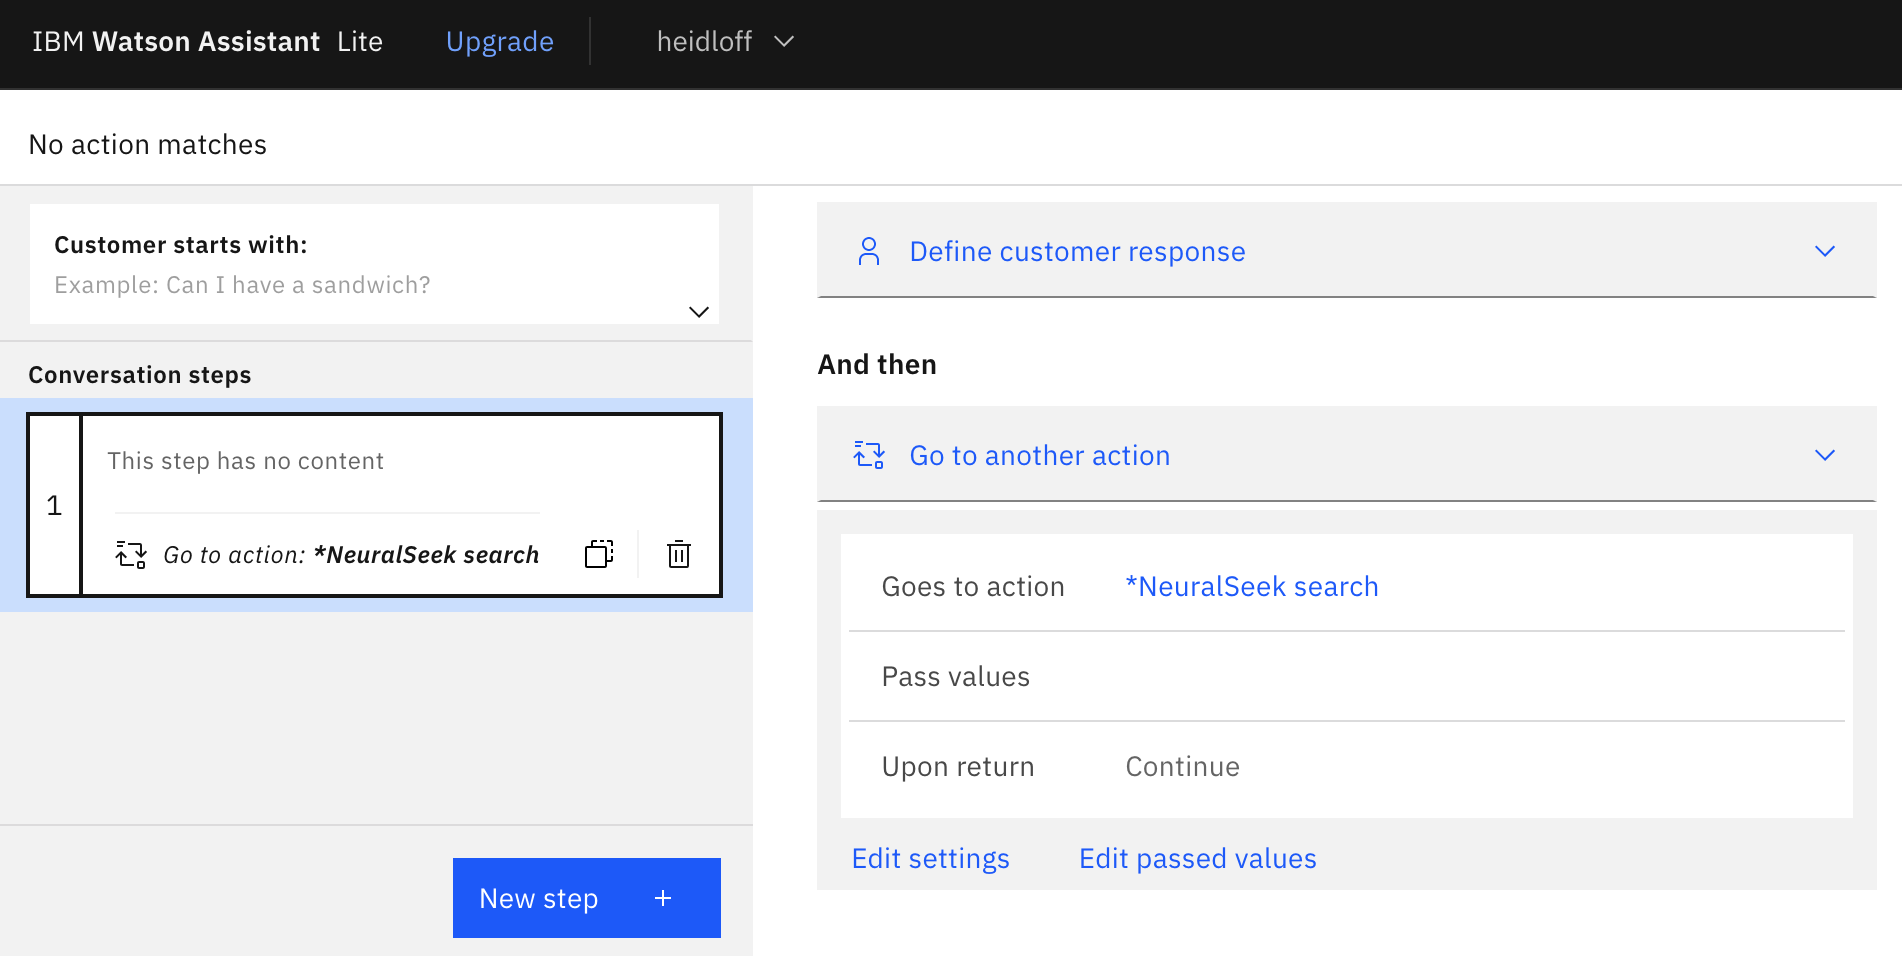 IBM Watson Assistant Lite Upgrade heidloff
No action matches
Customer starts with:
Example: Can I have a sandwich?
Conversation steps
1
This step has no content
Go to action: *NeuralSeek search
New step +
Define customer response
And then
Go to another action
Goes to action *NeuralSeek search
Pass values
Upon return Continue
Edit settings Edit passed values